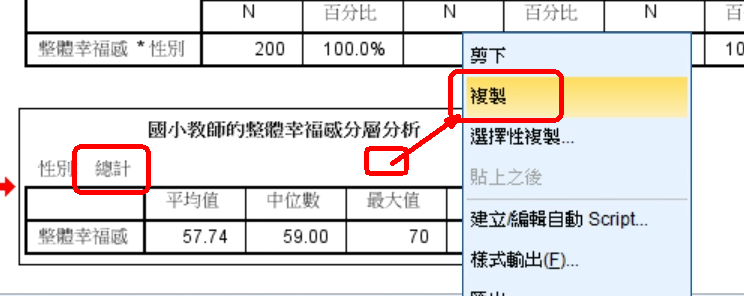 N 百分比 N 百分比 N
整體幸福感 * 性別 200 100.0%
剪下
複製
選擇性複製...
貼上之後
建立/編輯自動 Script...
樣式輸出(F)...
國小教師的整體幸福感分層分析
性別 總計
平均值 中位數 最大值
整體幸福感 57.74 59.00 70